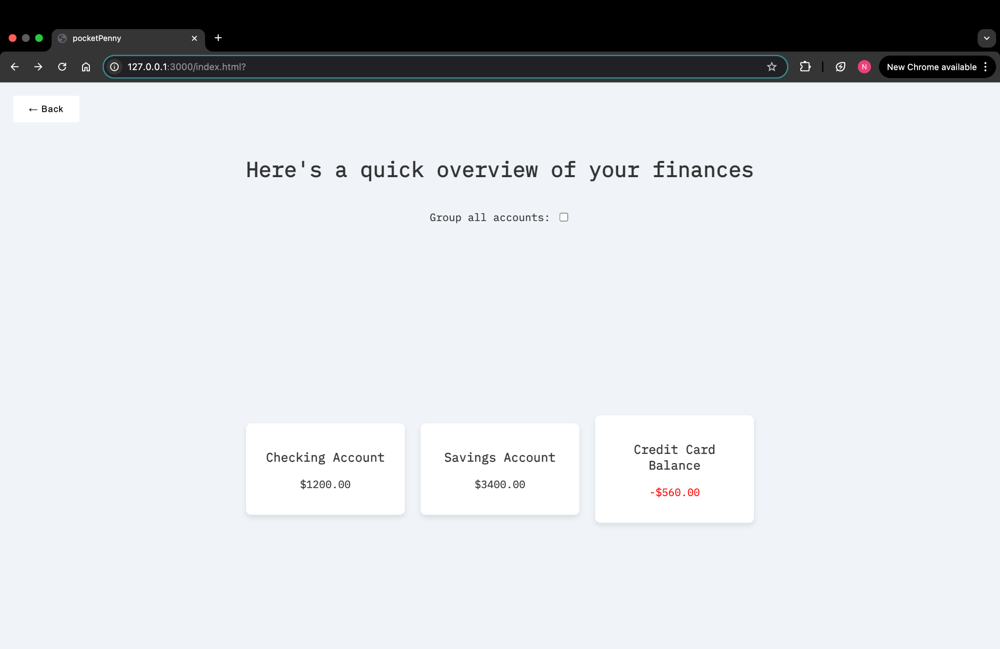 pocketPenny
127.0.0.1:3000/index.html?
N
New Chrome available
← Back
Here's a quick overview of your finances
Group all accounts:
Checking Account
$1200.00
Savings Account
$3400.00
Credit Card
Balance
-$560.00